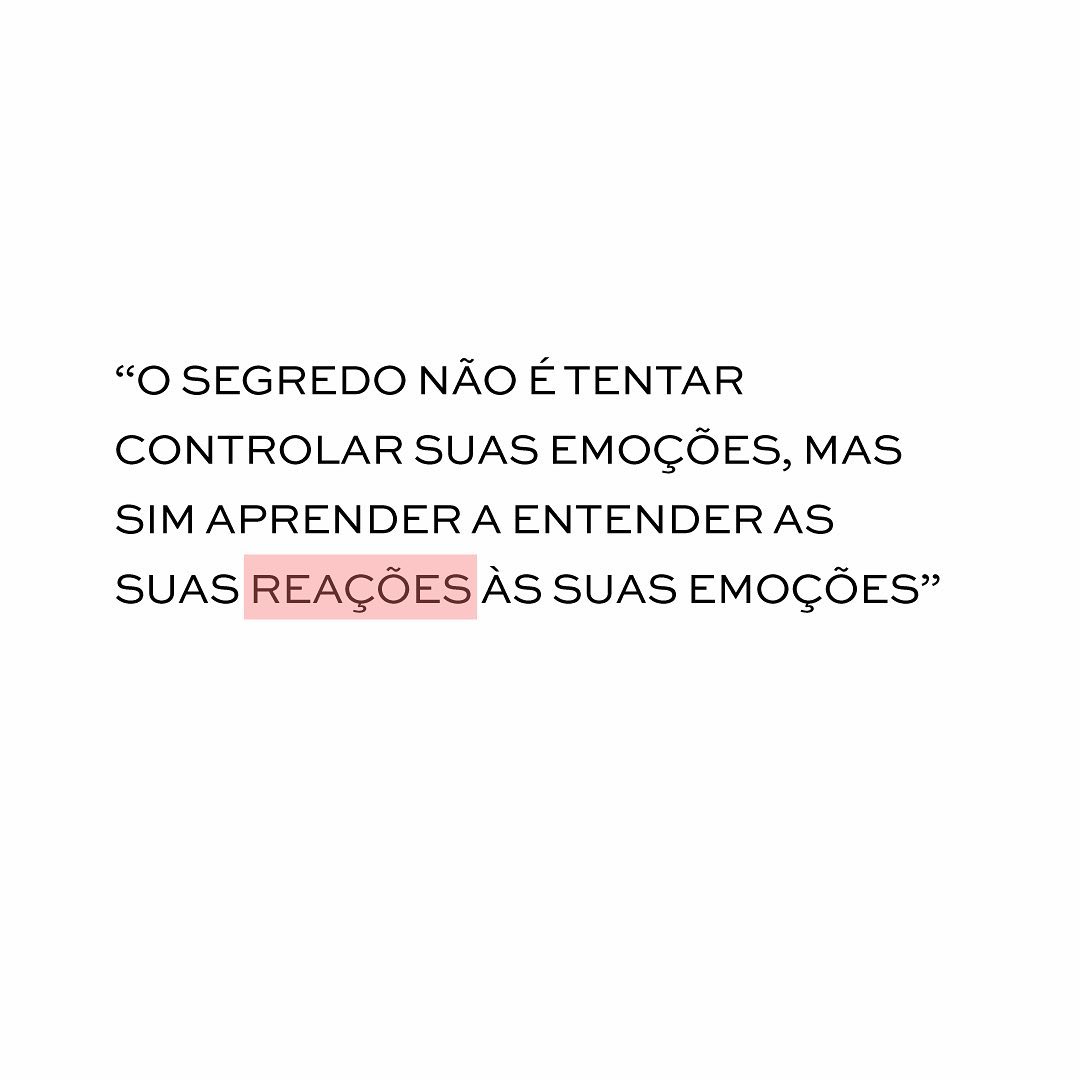 “O SEGREDO NÃO É TENTAR
CONTROLAR SUAS EMOÇÕES, MAS
SIM APRENDER A ENTENDER AS
SUAS REAÇÕES ÀS SUAS EMOÇÕES”